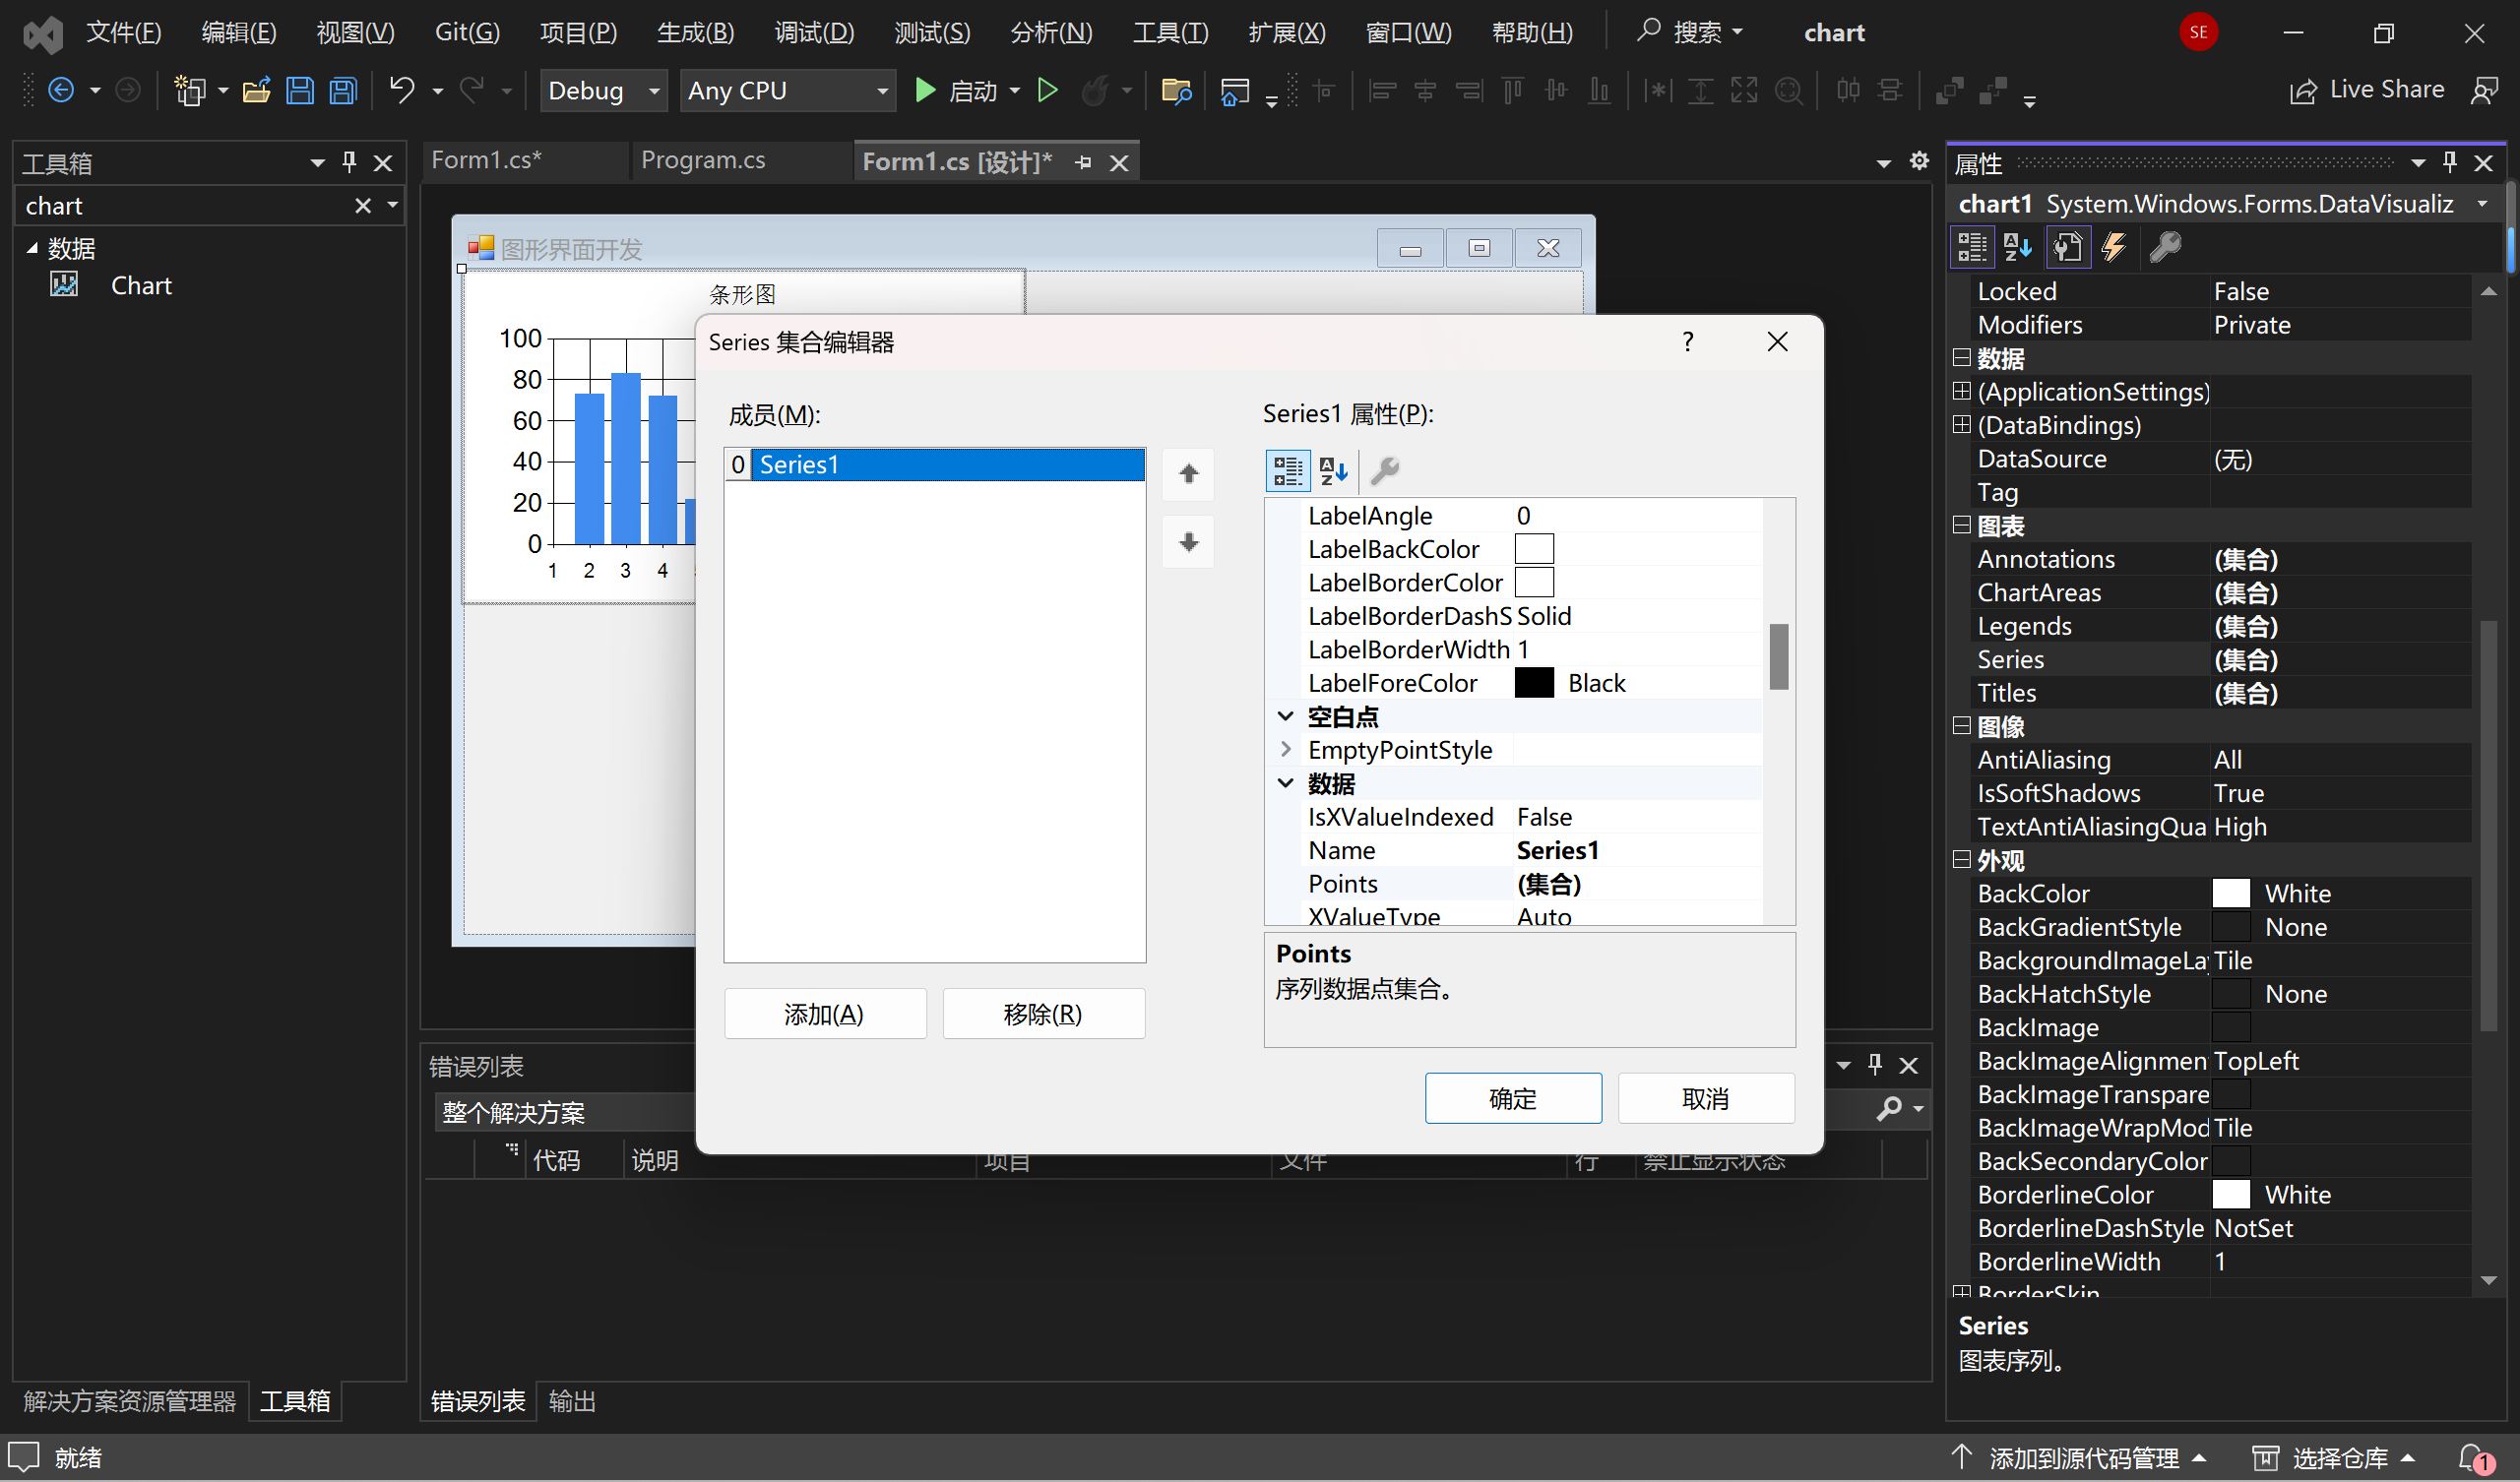 文件(F) 编辑(E) 视图(V) Git(G) 项目(P) 生成(B) 调试(D) 测试(S) 分析(N) 工具(T) 扩展(X) 窗口(W) 帮助(H) 搜索 chart SE
Debug Any CPU 启动 Live Share
工具箱
chart
数据
Chart
Form1.cs* Program.cs Form1.cs [设计]*
图形界面开发
条形图
100
80
60
40
20
0
1 2 3 4
Series 集合编辑器 ?
成员(M):
0 Series1
添加(A) 移除(R)
Series1 属性(P):
LabelAngle 0
LabelBackColor
LabelBorderColor
LabelBorderDashS Solid
LabelBorderWidth 1
LabelForeColor Black
空白点
EmptyPointStyle
数据
IsXValueIndexed False
Name Series1
Points (集合)
XValueType Auto
Points
序列数据点集合。
确定 取消
错误列表
整个解决方案
代码 说明 项目 文件 行 禁止显示状态
属性
chart1 System.Windows.Forms.DataVisualiz
Locked False
Modifiers Private
数据
(ApplicationSettings)
(DataBindings)
DataSource (无)
Tag
图表
Annotations (集合)
ChartAreas (集合)
Legends (集合)
Series (集合)
Titles (集合)
图像
AntiAliasing All
IsSoftShadows True
TextAntiAliasingQua High
外观
BackColor White
BackGradientStyle None
BackgroundImageLay Tile
BackHatchStyle None
BackImage
BackImageAlignmen TopLeft
BackImageTranspare
BackImageWrapMod Tile
BackSecondaryColor
BorderlineColor White
BorderlineDashStyle NotSet
BorderlineWidth 1
BorderSkin
Series
图表序列。
解决方案资源管理器 工具箱 错误列表 输出
就绪 添加到源代码管理 选择仓库 1